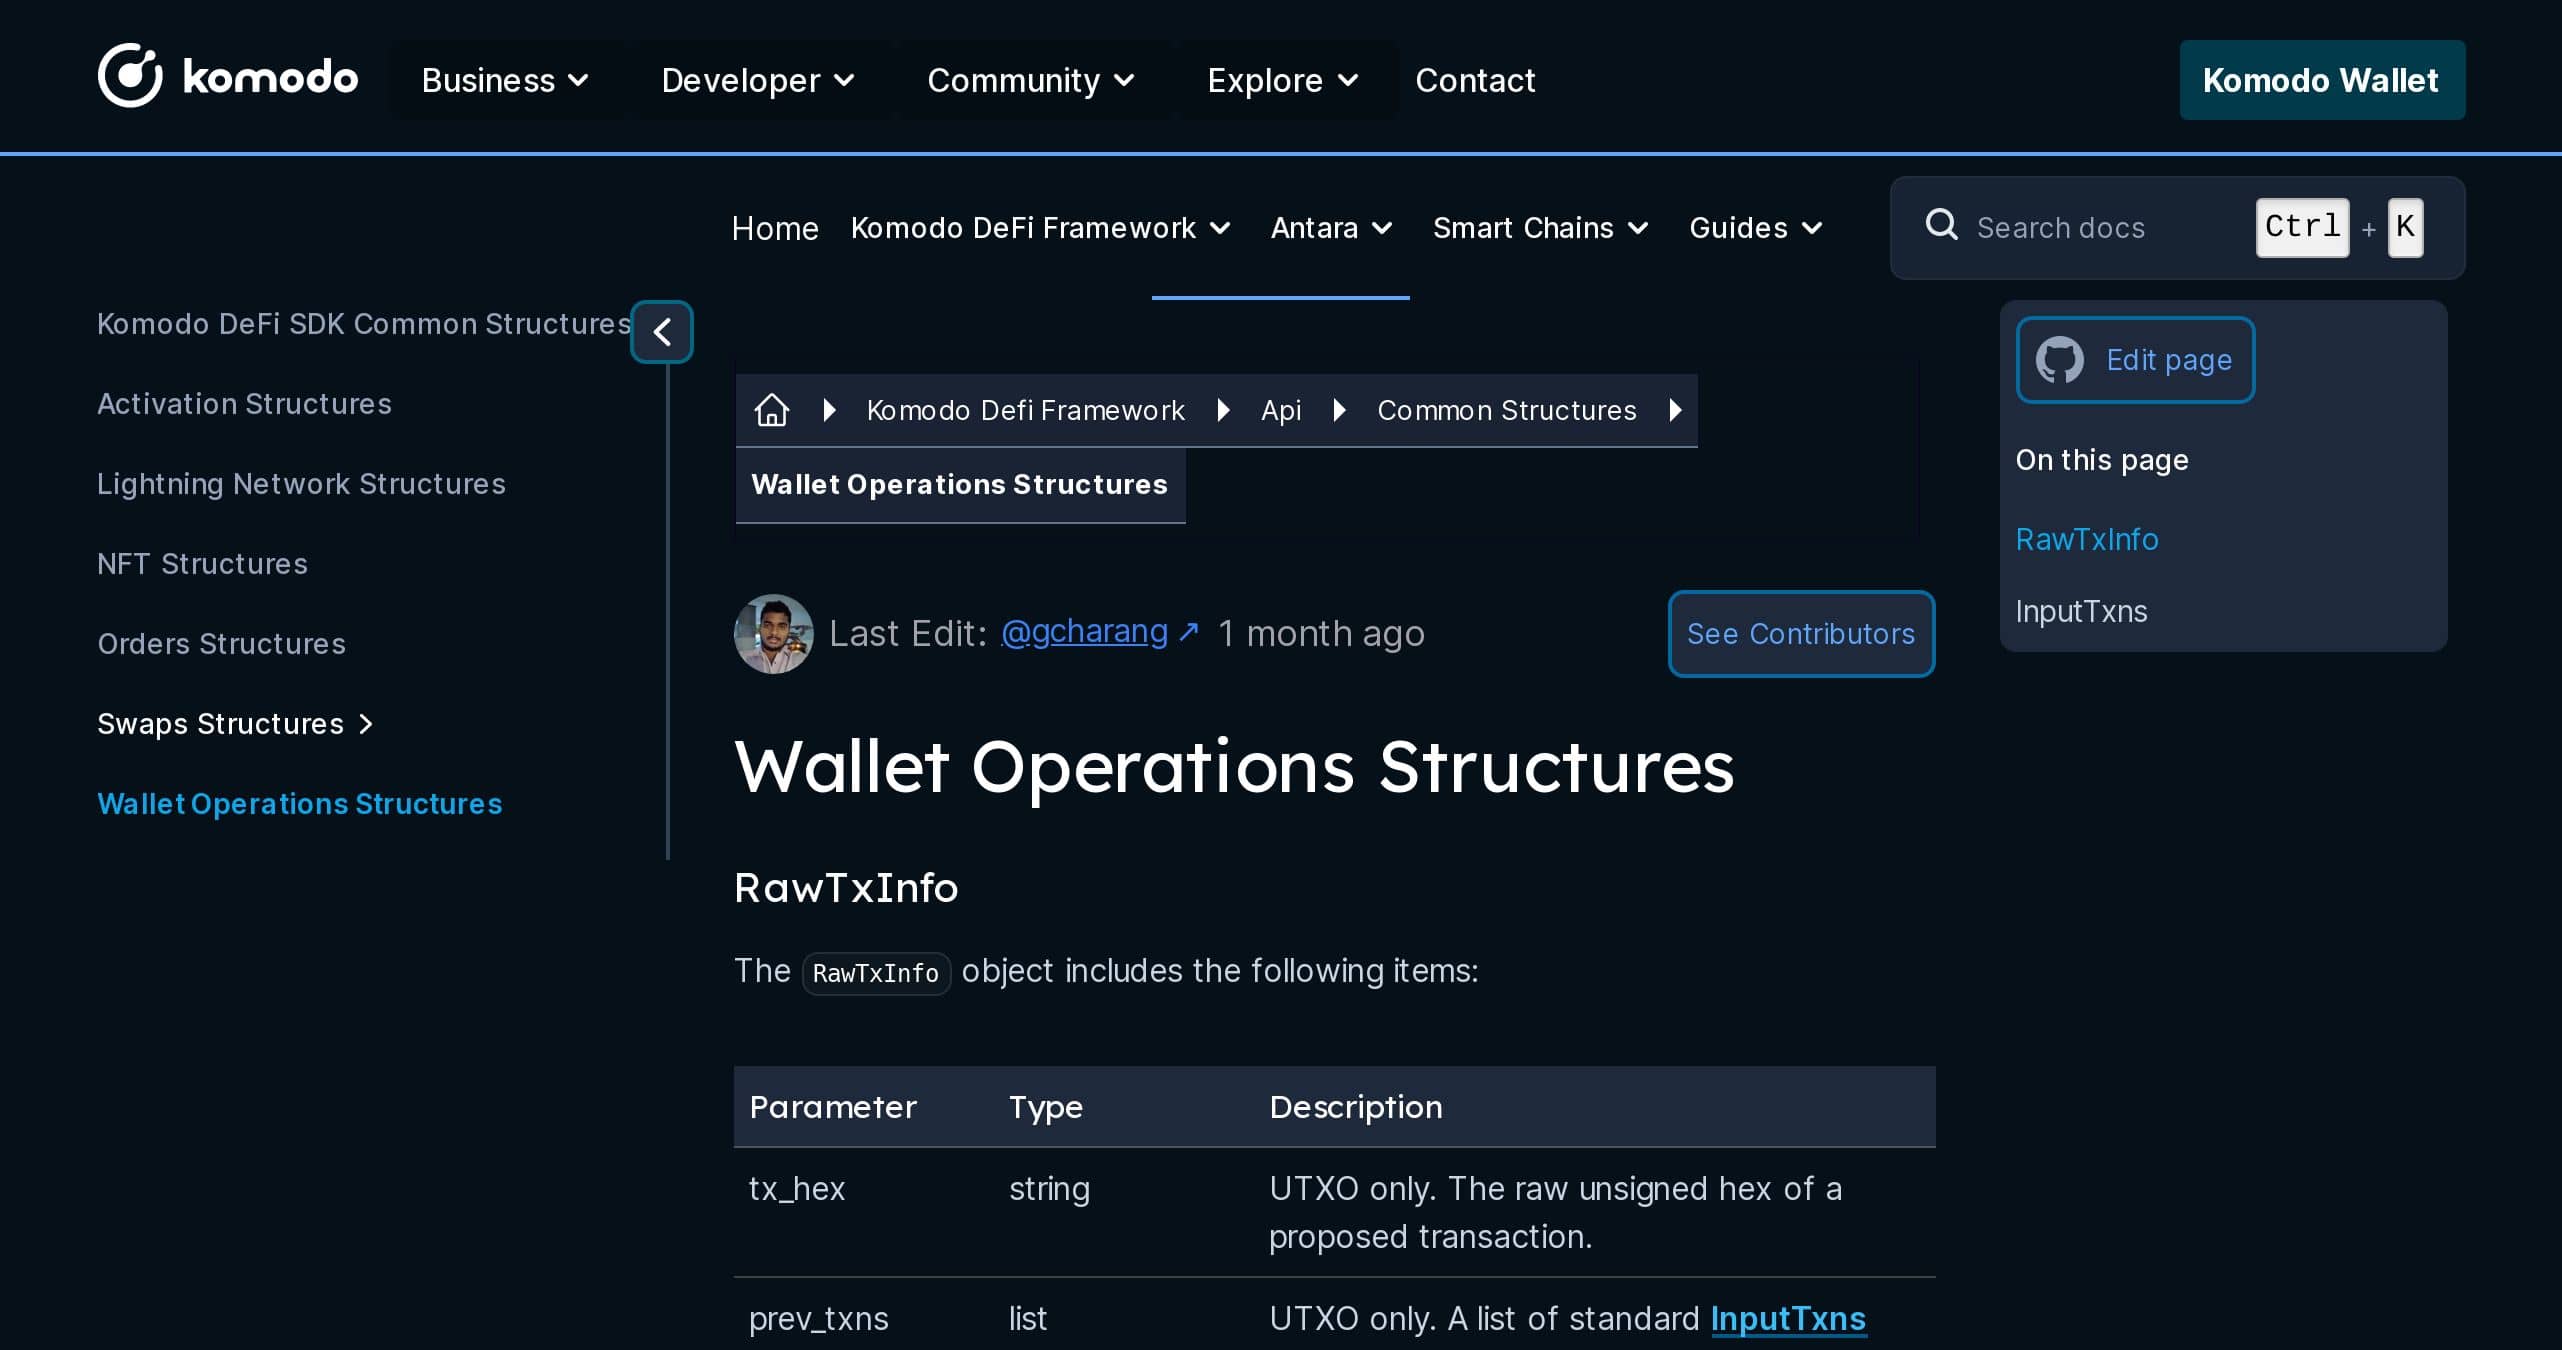 komodo Business Developer Community Explore Contact Komodo Wallet
Home Komodo DeFi Framework Antara Smart Chains Guides Search docs Ctrl + K
Komodo DeFi SDK Common Structures
Activation Structures
Lightning Network Structures
NFT Structures
Orders Structures
Swaps Structures
Wallet Operations Structures
Komodo Defi Framework Api Common Structures
Wallet Operations Structures
Last Edit: @gcharang ↗ 1 month ago See Contributors
Wallet Operations Structures
RawTxInfo
The RawTxInfo object includes the following items:
Parameter Type Description
tx_hex string UTXO only. The raw unsigned hex of a
proposed transaction.
prev_txns list UTXO only. A list of standard InputTxns
Edit page
On this page
RawTxInfo
InputTxns